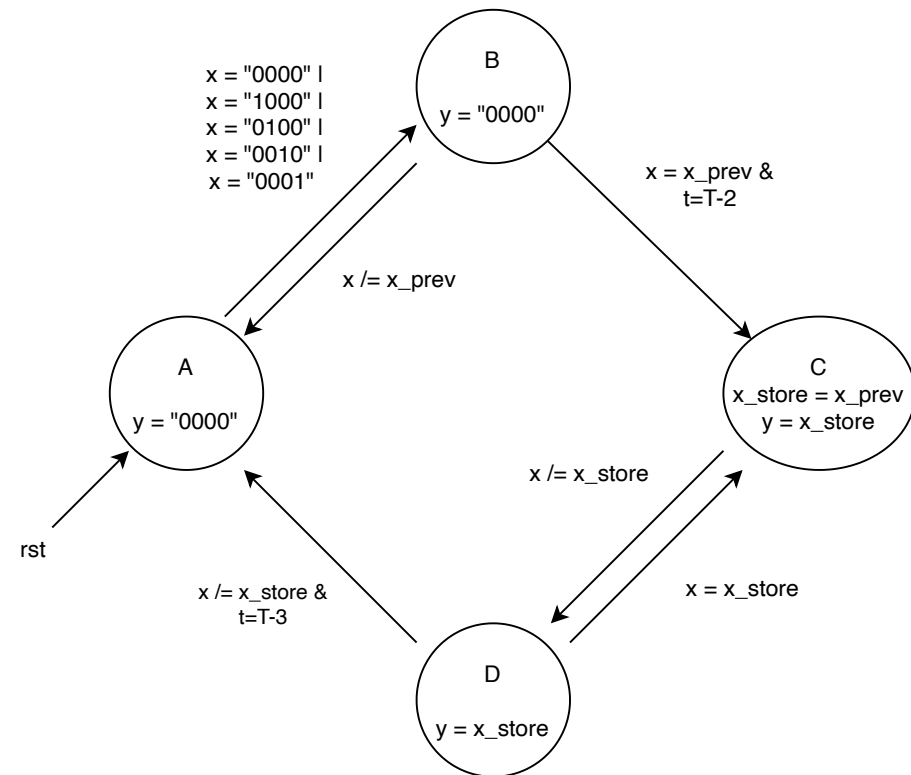 B
y = "0000"
x = "0000" |
x = "1000" |
x = "0100" |
x = "0010" |
x = "0001"
x = x_prev &
t=T-2
x /= x_prev
A
y = "0000"
C
x_store = x_prev
y = x_store
x /= x_store
rst
x /= x_store &
t=T-3
x = x_store
D
y = x_store